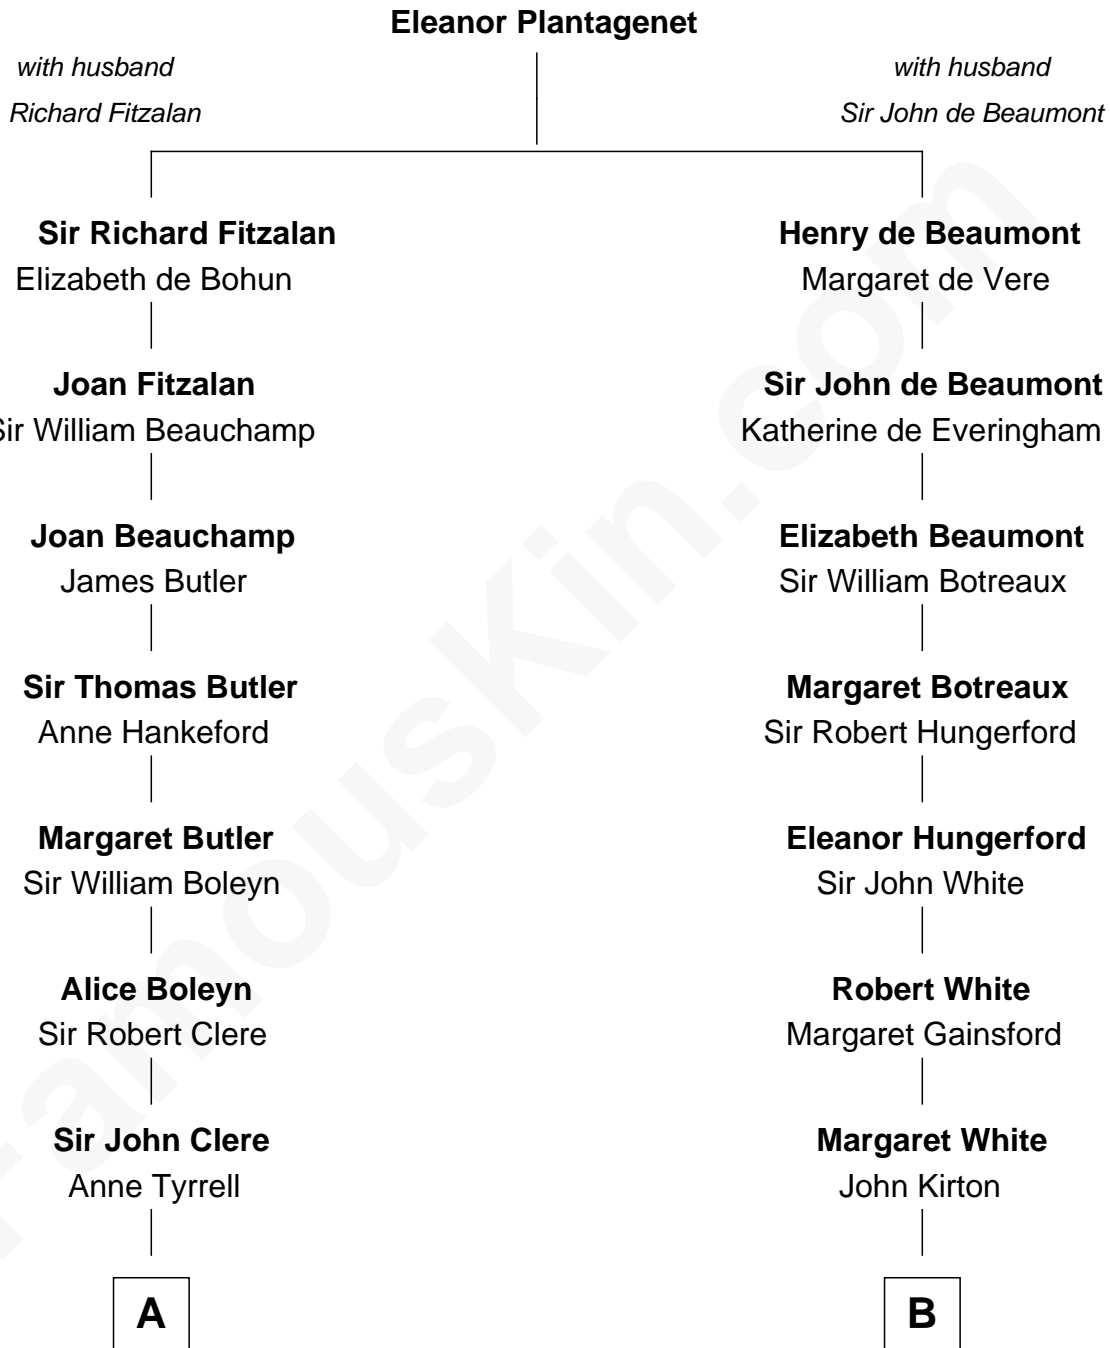 Eleanor Plantagenet
with husband
Richard Fitzalan
with husband
Sir John de Beaumont
Sir Richard Fitzalan
Elizabeth de Bohun
Joan Fitzalan
Sir William Beauchamp
Joan Beauchamp
James Butler
Sir Thomas Butler
Anne Hankeford
Margaret Butler
Sir William Boleyn
Alice Boleyn
Sir Robert Clere
Sir John Clere
Anne Tyrrell
A
Henry de Beaumont
Margaret de Vere
Sir John de Beaumont
Katherine de Everingham
Elizabeth Beaumont
Sir William Botreaux
Margaret Botreaux
Sir Robert Hungerford
Eleanor Hungerford
Sir John White
Robert White
Margaret Gainsford
Margaret White
John Kirton
B
FamousKin.com